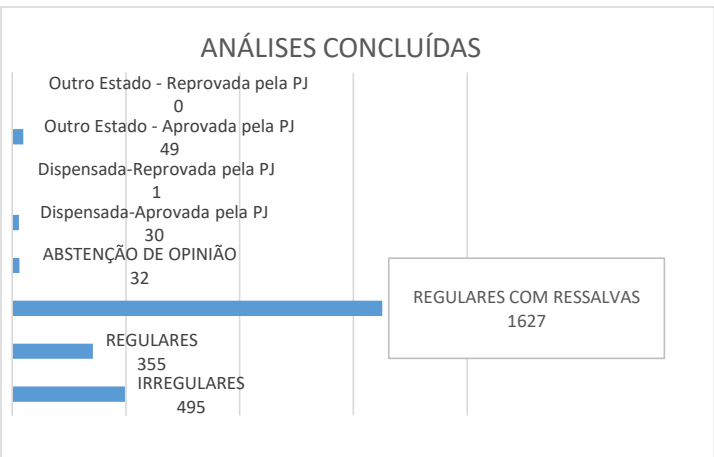 ANÁLISES CONCLUÍDAS
Outro Estado - Reprovada pela PJ
0
Outro Estado - Aprovada pela PJ
49
Dispensada-Reprovada pela PJ
1
Dispensada-Aprovada pela PJ
30
ABSTENÇÃO DE OPINIÃO
32
REGULARES COM RESSALVAS
1627
REGULARES
355
IRREGULARES
495